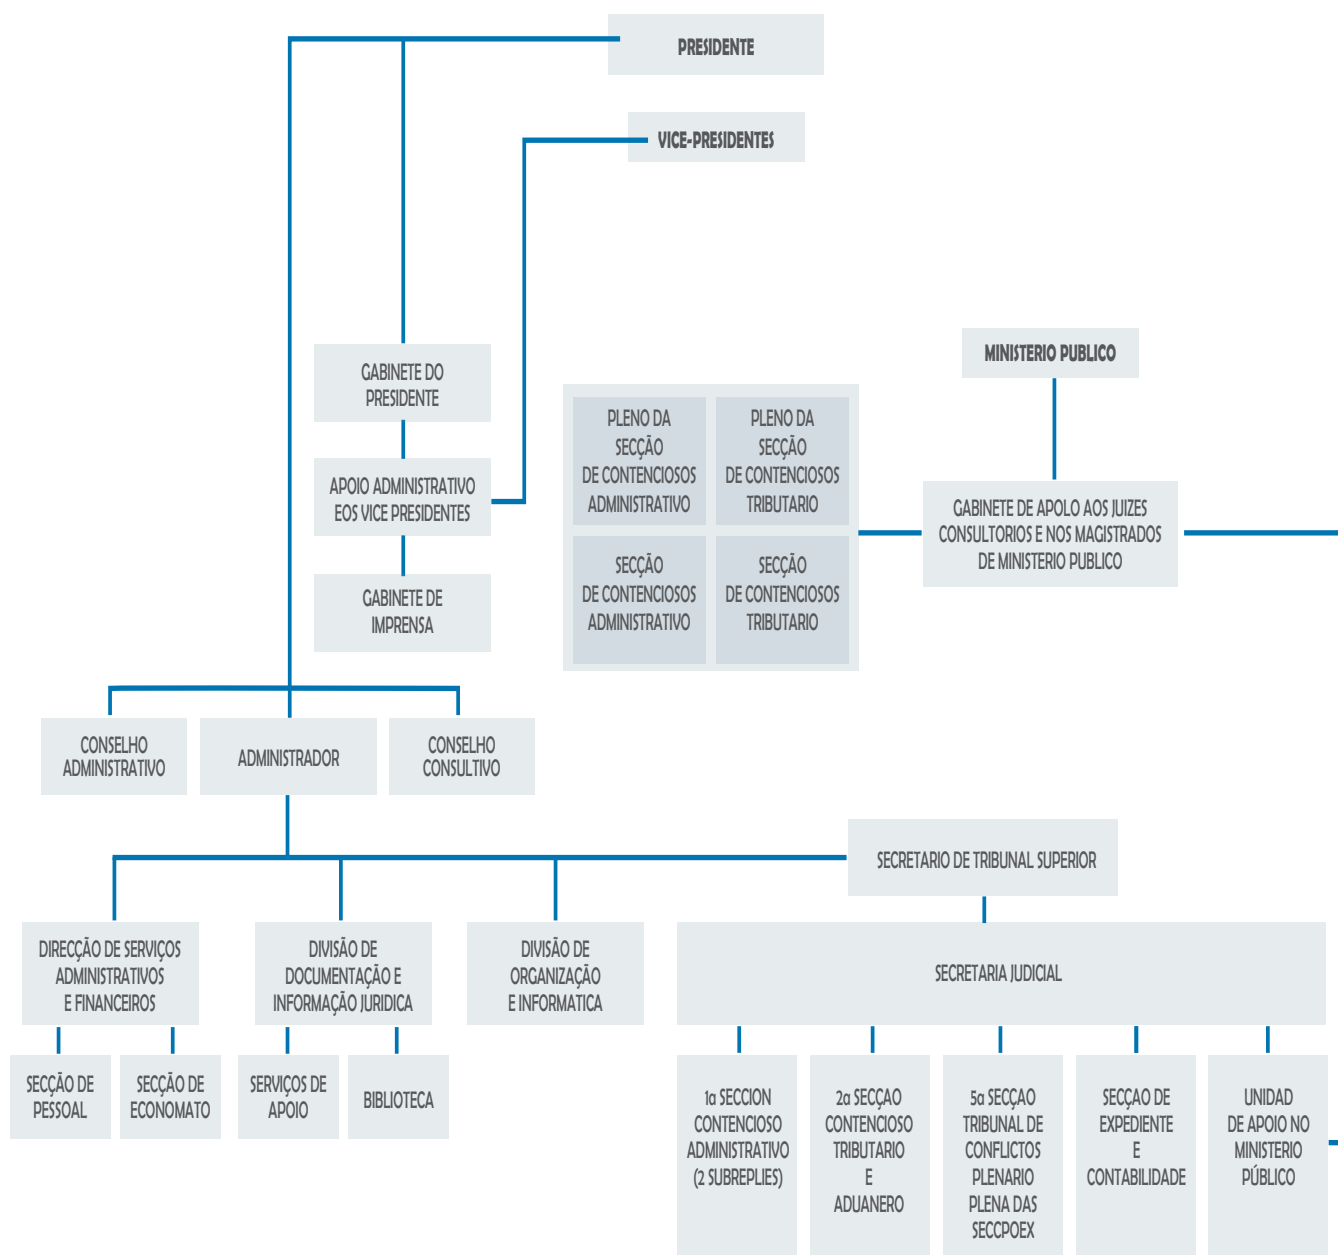 PRESIDENTE
VICE-PRESIDENTES
MINISTERIO PUBLICO
GABINETE DO
PRESIDENTE
APOIO ADMINISTRATIVO
EOS VICE PRESIDENTES
GABINETE DE
IMPRENSA
PLENO DA
SECÇÃO
DE CONTENCIOSOS
ADMINISTRATIVO
PLENO DA
SECÇÃO
DE CONTENCIOSOS
TRIBUTARIO
SECÇÃO
DE CONTENCIOSOS
ADMINISTRATIVO
SECÇÃO
DE CONTENCIOSOS
TRIBUTARIO
GABINETE DE APOLO AOS JUIZES
CONSULTORIOS E NOS MAGISTRADOS
DE MINISTERIO PUBLICO
CONSELHO
ADMINISTRATIVO
ADMINISTRADOR
CONSELHO
CONSULTIVO
SECRETARIO DE TRIBUNAL SUPERIOR
DIRECÇÃO DE SERVIÇOS
ADMINISTRATIVOS
E FINANCEIROS
DIVISÃO DE
DOCUMENTAÇÃO E
INFORMAÇÃO JURIDICA
DIVISÃO DE
ORGANIZAÇÃO
E INFORMATICA
SECRETARIA JUDICIAL
SECÇÃO DE
PESSOAL
SECÇÃO DE
ECONOMATO
SERVIÇOS DE
APOIO
BIBLIOTECA
1a SECCION
CONTENCIOSO
ADMINISTRATIVO
(2 SUBREPLIES)
2a SECÇAO
CONTENCIOSO
TRIBUTARIO
E
ADUANERO
5a SECÇAO
TRIBUNAL DE
CONFLICTOS
PLENARIO
PLENA DAS
SECCPOEX
SECÇAO DE
EXPEDIENTE
E
CONTABILIDADE
UNIDAD
DE APOIO NO
MINISTERIO
PÚBLICO